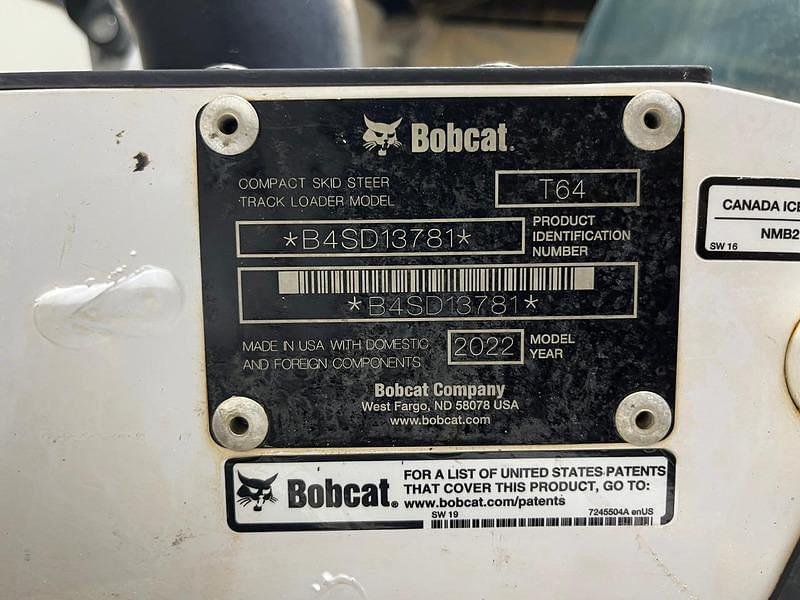 Bobcat
COMPACT SKID STEER
TRACK LOADER MODEL
T64
*B4SD13781*
PRODUCT
IDENTIFICATION
NUMBER
*B4SD13781*
MADE IN USA WITH DOMESTIC
AND FOREIGN COMPONENTS
2022
MODEL
YEAR
Bobcat Company
West Fargo, ND 58078 USA
www.bobcat.com
CANADA ICE
NMB2
SW 16
Bobcat.
FOR A LIST OF UNITED STATES PATENTS
THAT COVER THIS PRODUCT, GO TO:
www.bobcat.com/patents
SW 19
7245504A enUS